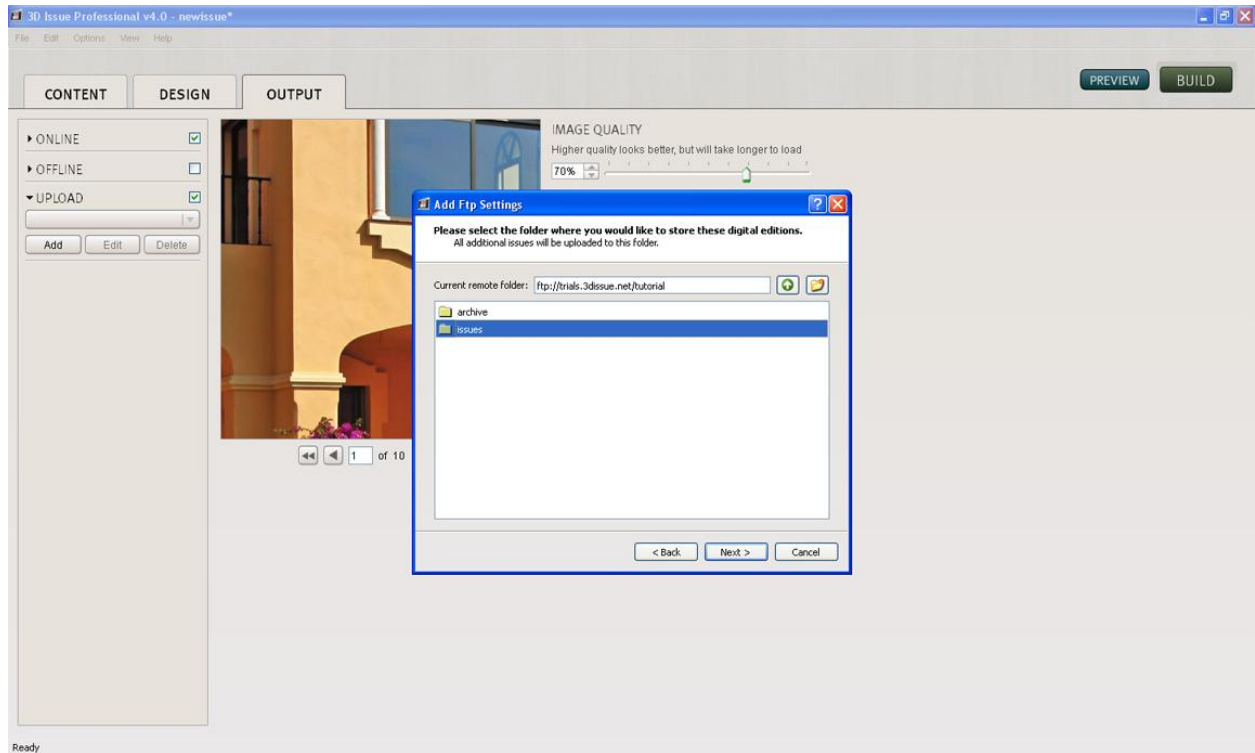 3D Issue Professional v4.0 - newissue*
File Edit Options View Help
CONTENT DESIGN OUTPUT PREVIEW BUILD
ONLINE
OFFLINE
UPLOAD
Add Edit Delete
IMAGE QUALITY
Higher quality looks better, but will take longer to load
70%
1 of 10
Add Ftp Settings
Please select the folder where you would like to store these digital editions.
All additional issues will be uploaded to this folder.
Current remote folder: ftp://trials.3dissue.net/tutorial
archive
issues
< Back Next > Cancel
Ready